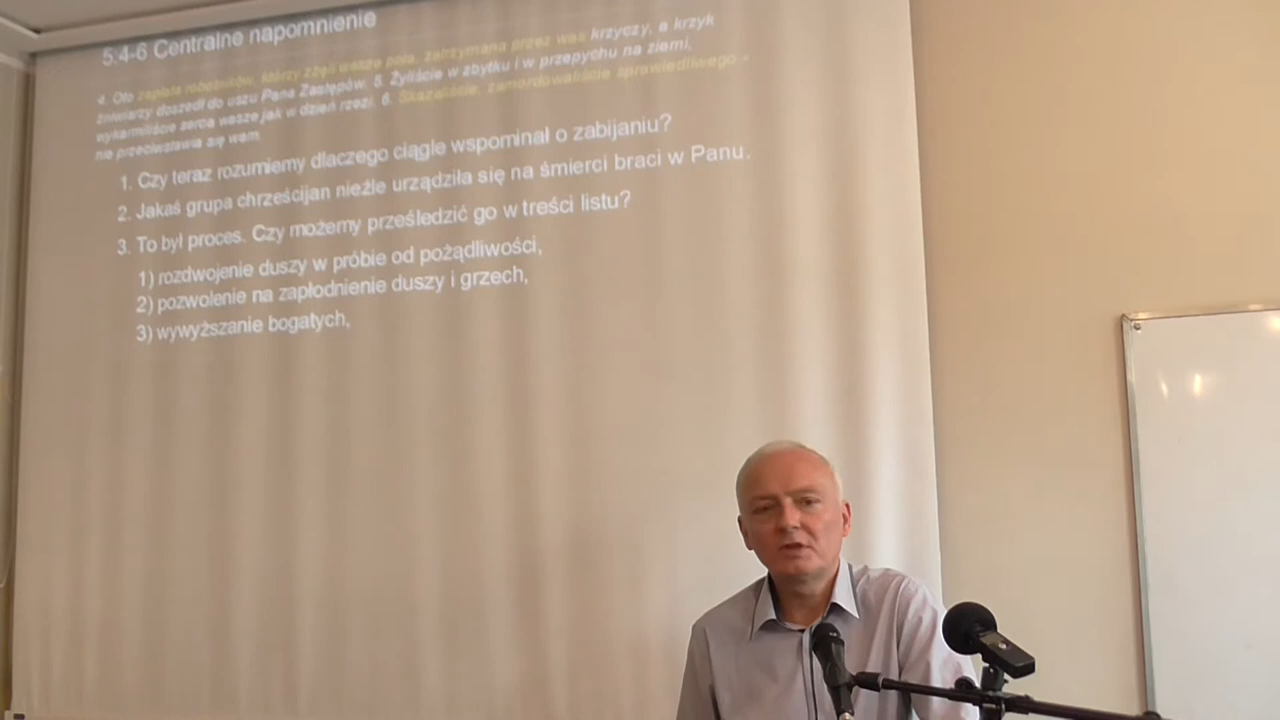 5:4-6 Centralne napomnienie
4. Oto zapłata robotników, którzy zżęli wasze pola, zatrzymana przez was krzyczy, a krzyk
żniwiarzy doszedł do uszu Pana Zastępów. 5. Żyliście w zbytku i w przepychu na ziemi,
wykarmiliście serca wasze jak w dzień rzezi. 6. Skazaliście, zamordowaliście sprawiedliwego -
nie przeciwstawia się wam.
1. Czy teraz rozumiemy dlaczego ciągle wspominał o zabijaniu?
2. Jakaś grupa chrześcijan nieźle urządziła się na śmierci braci w Panu.
3. To był proces. Czy możemy prześledzić go w treści listu?
1) rozdwojenie duszy w próbie od pożądliwości,
2) pozwolenie na zapłodnienie duszy i grzech,
3) wywyższanie bogatych,